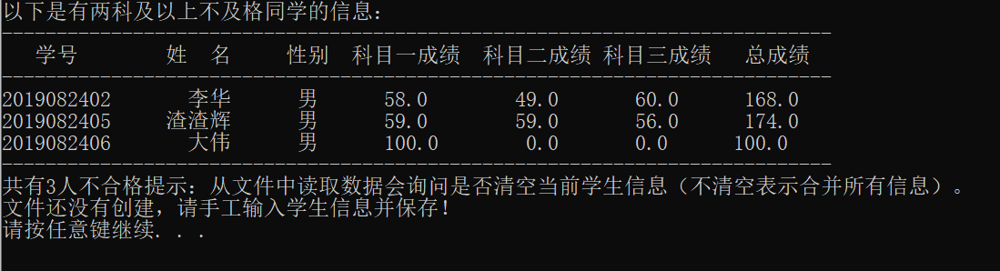 以下是有两科及以上不及格同学的信息:
----------------------------------------------------------------------------
学号 姓 名 性别 科目一成绩 科目二成绩 科目三成绩 总成绩
----------------------------------------------------------------------------
2019082402 李华 男 58.0 49.0 60.0 168.0
2019082405 渣渣辉 男 59.0 59.0 56.0 174.0
2019082406 大伟 男 100.0 0.0 0.0 100.0
----------------------------------------------------------------------------
共有3人不合格提示: 从文件中读取数据会询问是否清空当前学生信息（不清空表示合并所有信息）。
文件还没有创建，请手工输入学生信息并保存!
请按任意键继续. . .